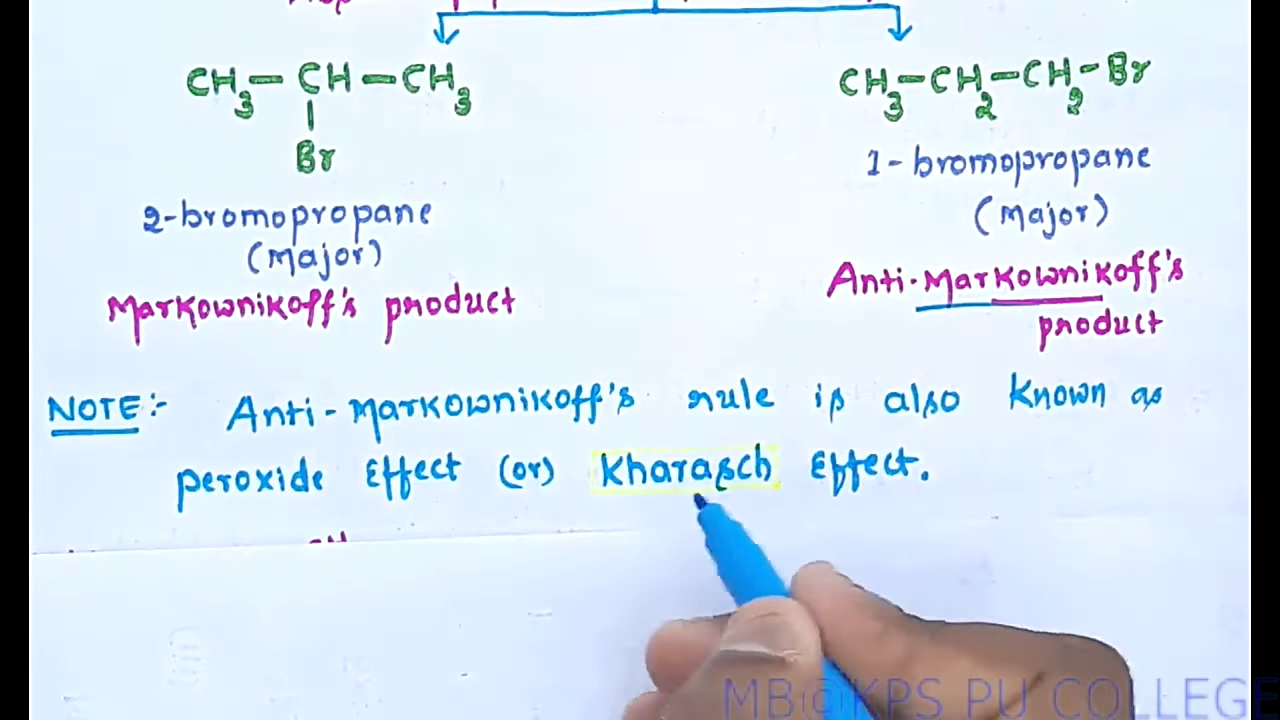 CH3 — CH — CH3
CH3 — CH2 — CH2 - Br
|
Br
1-bromopropane
(Major)
2-bromopropane
(Major)
Markownikoff's product
Anti-Markownikoff's
product
NOTE:- Anti-Markownikoff's rule is also known as
peroxide Effect (or) Kharasch Effect.
MB@KPS PU COLLEGE